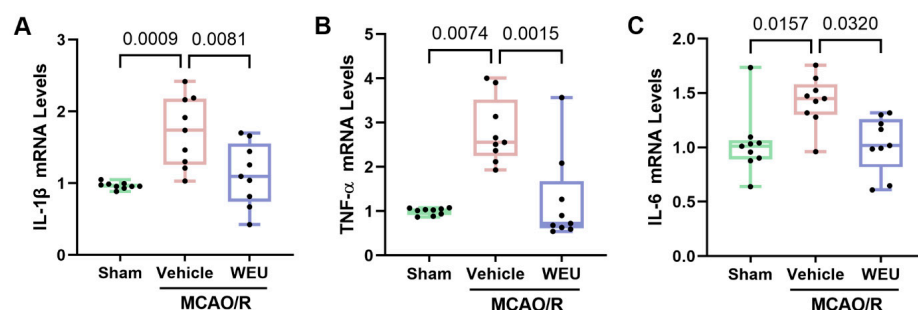 A
IL-1β mRNA Levels
3
2
1
0
0.0009 0.0081
Sham Vehicle WEU
MCAO/R
B
TNF-α mRNA Levels
5
4
3
2
1
0
0.0074 0.0015
Sham Vehicle WEU
MCAO/R
C
IL-6 mRNA Levels
2.0
1.5
1.0
0.5
0.0
0.0157 0.0320
Sham Vehicle WEU
MCAO/R